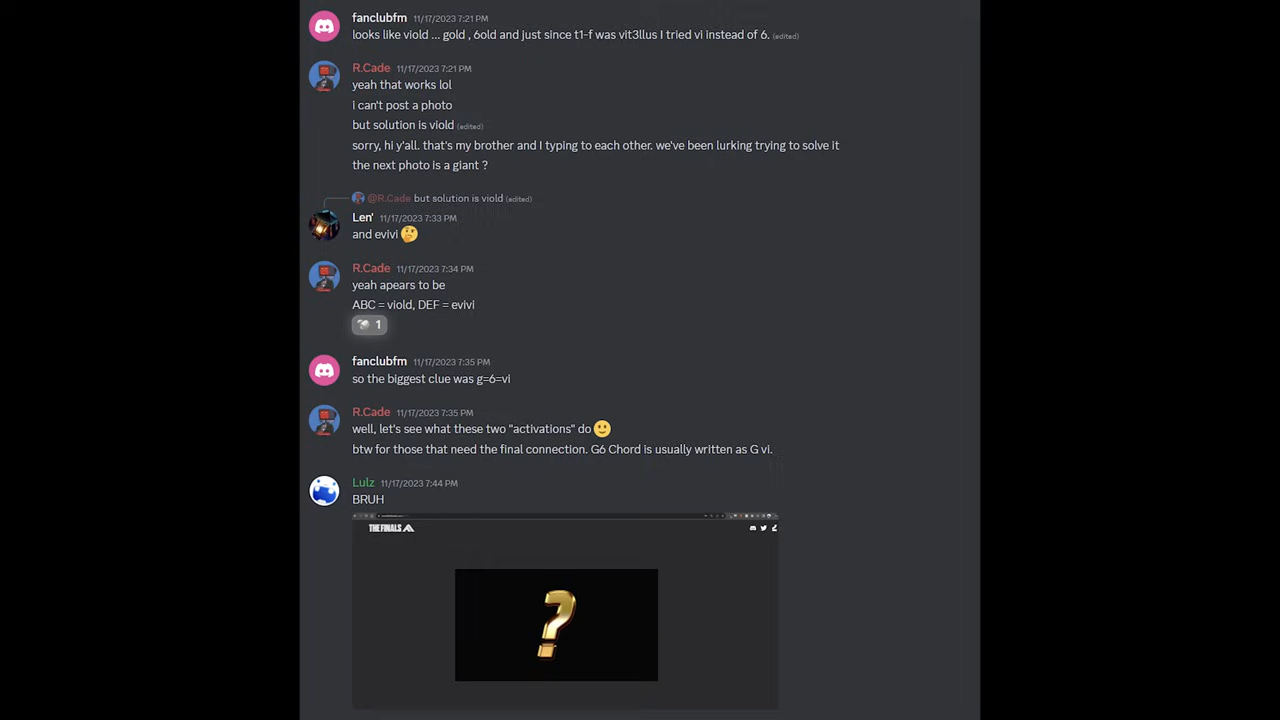 fanclubfm 11/17/2023 7:21 PM
looks like viold ... gold , 6old and just since t1-f was vit3llus I tried vi instead of 6. (edited)
R.Cade 11/17/2023 7:21 PM
yeah that works lol
i can't post a photo
but solution is viold (edited)
sorry, hi y'all. that's my brother and I typing to each other. we've been lurking trying to solve it
the next photo is a giant ?
@R.Cade but solution is viold (edited)
Len' 11/17/2023 7:33 PM
and evivi 🤔
R.Cade 11/17/2023 7:34 PM
yeah apears to be
ABC = viold, DEF = evivi
1
fanclubfm 11/17/2023 7:35 PM
so the biggest clue was g=6=vi
R.Cade 11/17/2023 7:35 PM
well, let's see what these two "activations" do 🙂
btw for those that need the final connection. G6 Chord is usually written as G vi.
Lulz 11/17/2023 7:44 PM
BRUH
THE FINALS
?